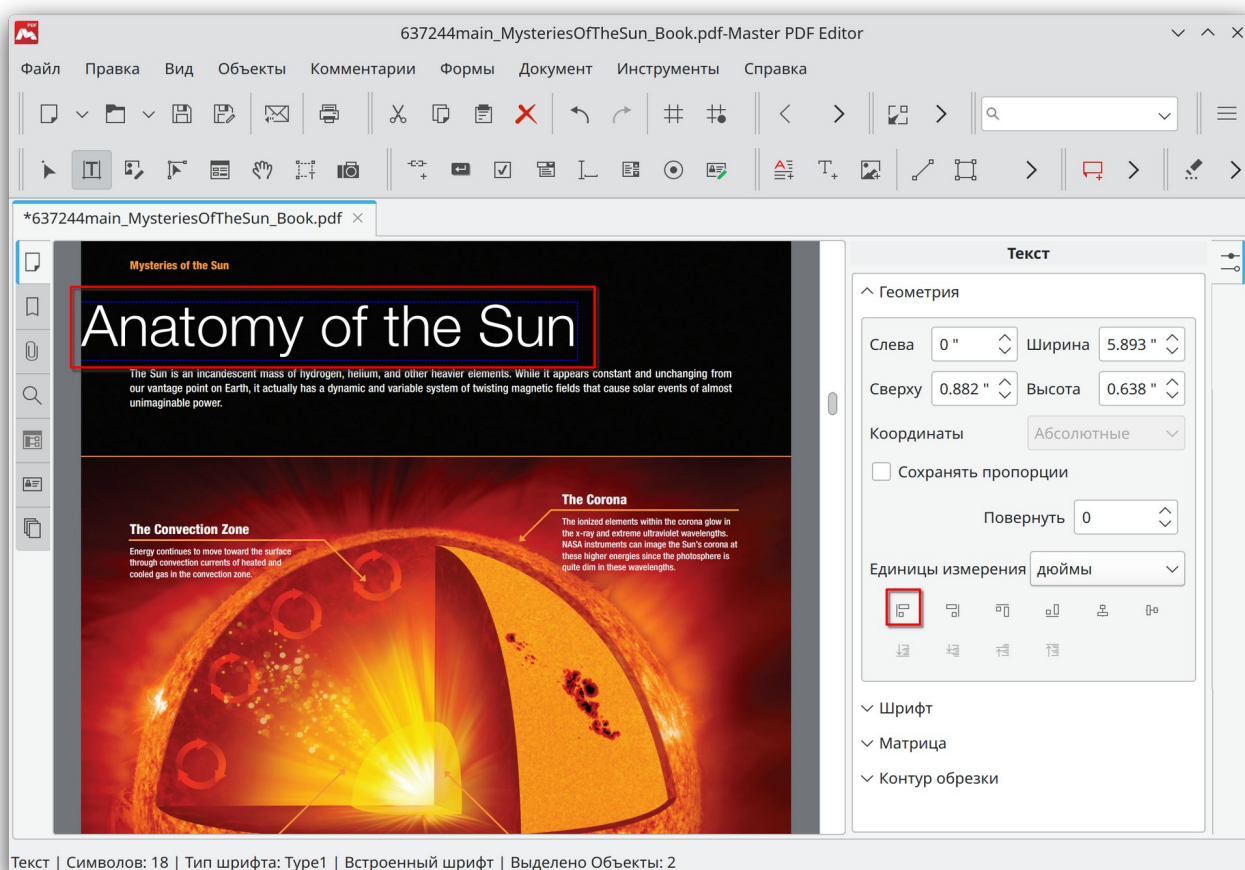 637244main_MysteriesOfTheSun_Book.pdf-Master PDF Editor
Файл Правка Вид Объекты Комментарии Формы Документ Инструменты Справка
*637244main_MysteriesOfTheSun_Book.pdf
Mysteries of the Sun
Anatomy of the Sun
The Sun is an incandescent mass of hydrogen, helium, and other heavier elements. While it appears constant and unchanging from
our vantage point on Earth, it actually has a dynamic and variable system of twisting magnetic fields that cause solar events of almost
unimaginable power.
The Corona
The ionized elements within the corona glow in
the x-ray and extreme ultraviolet wavelengths.
NASA instruments can image the Sun's corona at
these higher energies since the photosphere is
quite dim in these wavelengths.
The Convection Zone
Energy continues to move toward the surface
through convection currents of heated and
cooled gas in the convection zone.
Текст
Геометрия
Слева 0 " Ширина 5.893 "
Сверху 0.882 " Высота 0.638 "
Координаты Абсолютные
Сохранять пропорции
Повернуть 0
Единицы измерения дюймы
Шрифт
Матрица
Контур обрезки
Текст | Символов: 18 | Тип шрифта: Type1 | Встроенный шрифт | Выделено Объекты: 2